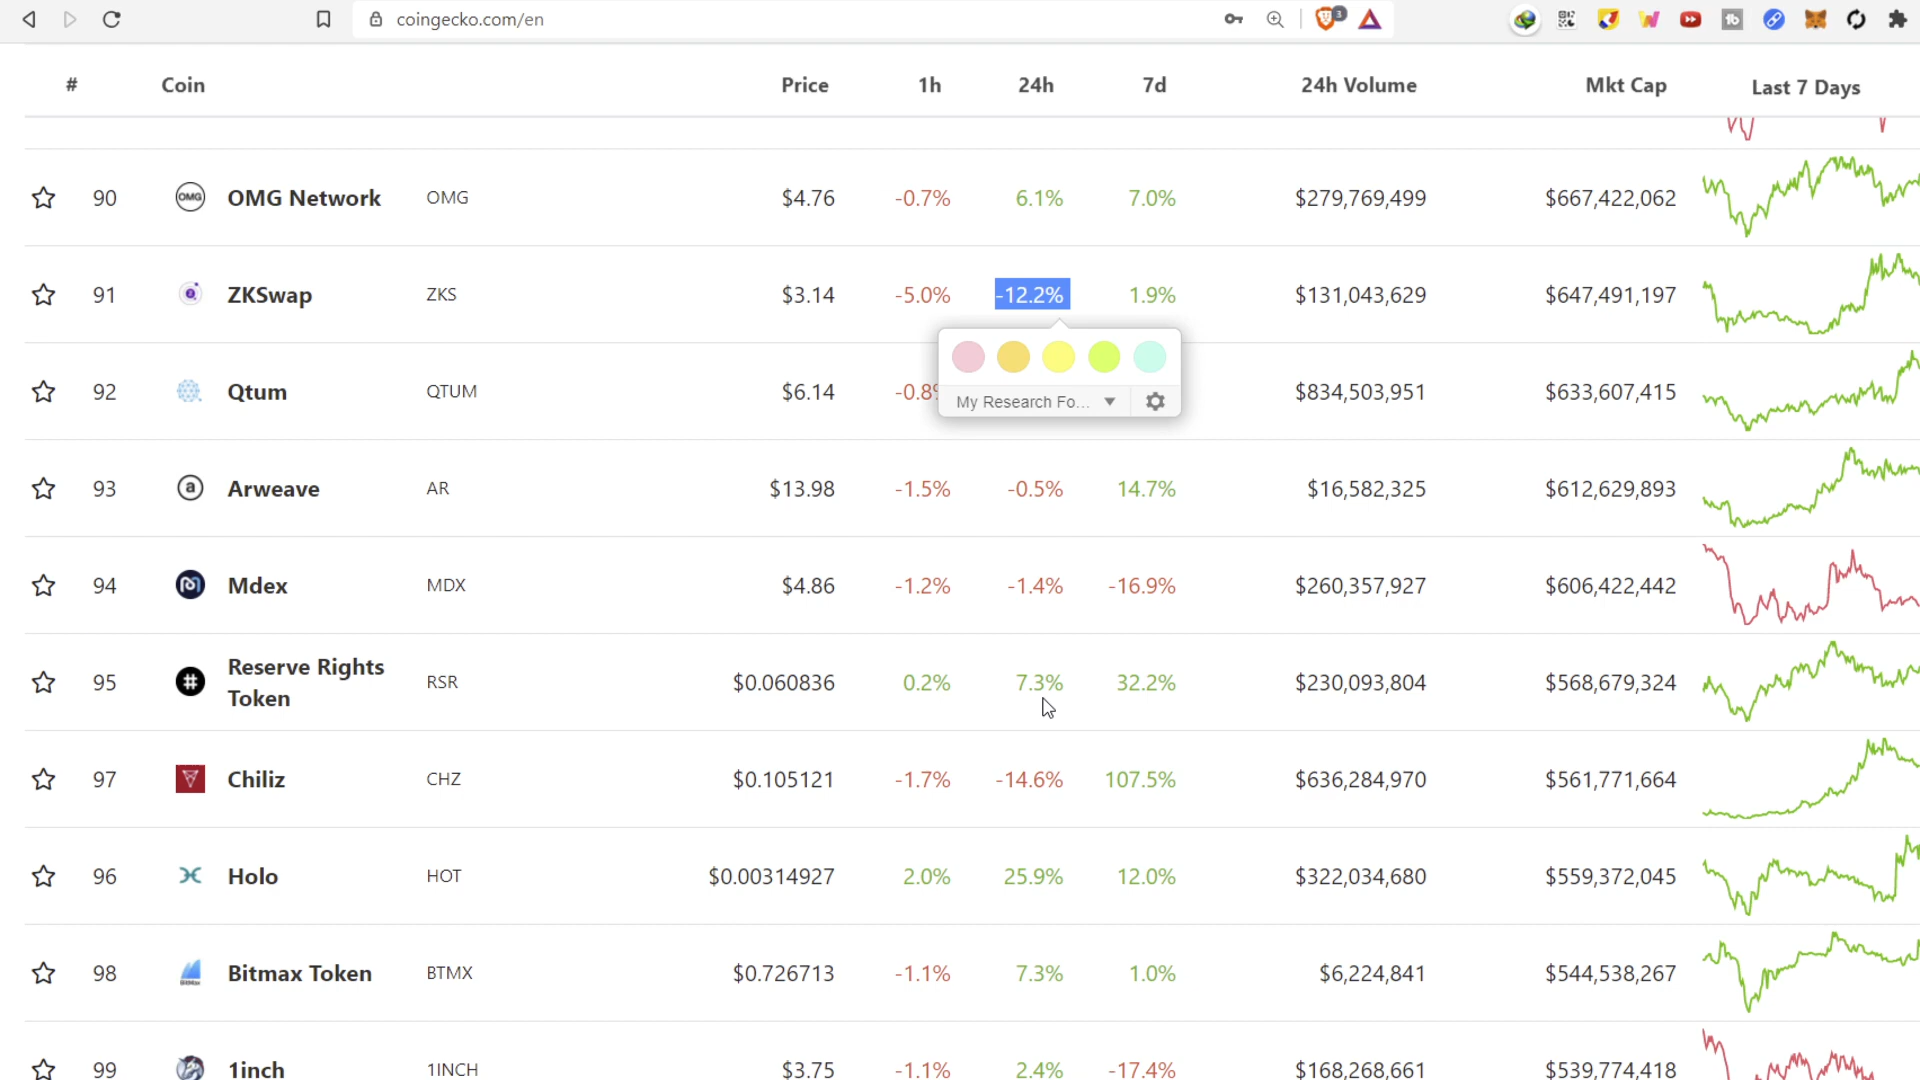 coingecko.com/en
3
# Coin Price 1h 24h 7d 24h Volume Mkt Cap Last 7 Days
90 OMG OMG Network OMG $4.76 -0.7% 6.1% 7.0% $279,769,499 $667,422,062
91 ZKSwap ZKS $3.14 -5.0% -12.2% 1.9% $131,043,629 $647,491,197
92 Qtum QTUM $6.14 -0.8% $834,503,951 $633,607,415
My Research Fo...
93 a Arweave AR $13.98 -1.5% -0.5% 14.7% $16,582,325 $612,629,893
94 Mdex MDX $4.86 -1.2% -1.4% -16.9% $260,357,927 $606,422,442
95 # Reserve Rights
Token RSR $0.060836 0.2% 7.3% 32.2% $230,093,804 $568,679,324
97 Chiliz CHZ $0.105121 -1.7% -14.6% 107.5% $636,284,970 $561,771,664
96 Holo HOT $0.00314927 2.0% 25.9% 12.0% $322,034,680 $559,372,045
98 Bitmax Token BTMX $0.726713 -1.1% 7.3% 1.0% $6,224,841 $544,538,267
99 1inch 1INCH $3.75 -1.1% 2.4% -17.4% $168,268,661 $539,774,418